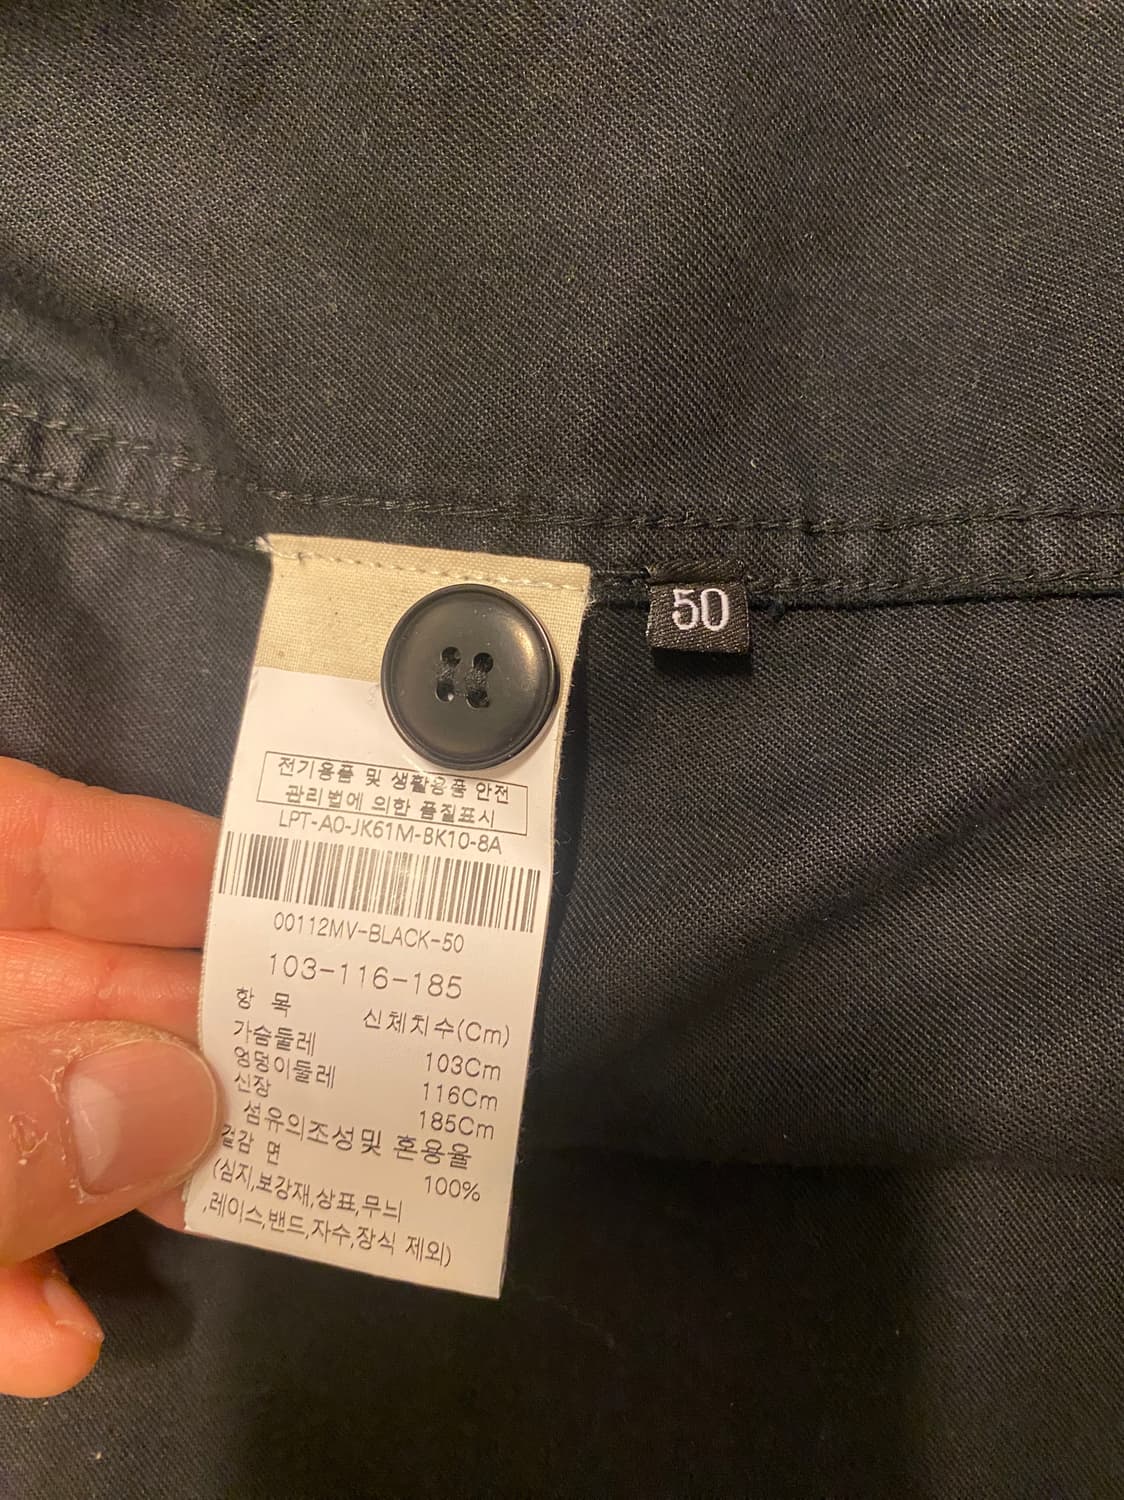 50
전기용품 및 생활용품 안전
관리법에 의한 품질표시
LPT-A0-JK61M-BK10-8A
00112MV-BLACK-50
103-116-185
항 목 신체치수(Cm)
가슴둘레 103Cm
엉덩이둘레 116Cm
신장 185Cm
섬유의조성및 혼용율
겉감 면 100%
(심지,보강재,상표,무늬
,레이스,밴드,자수,장식 제외)